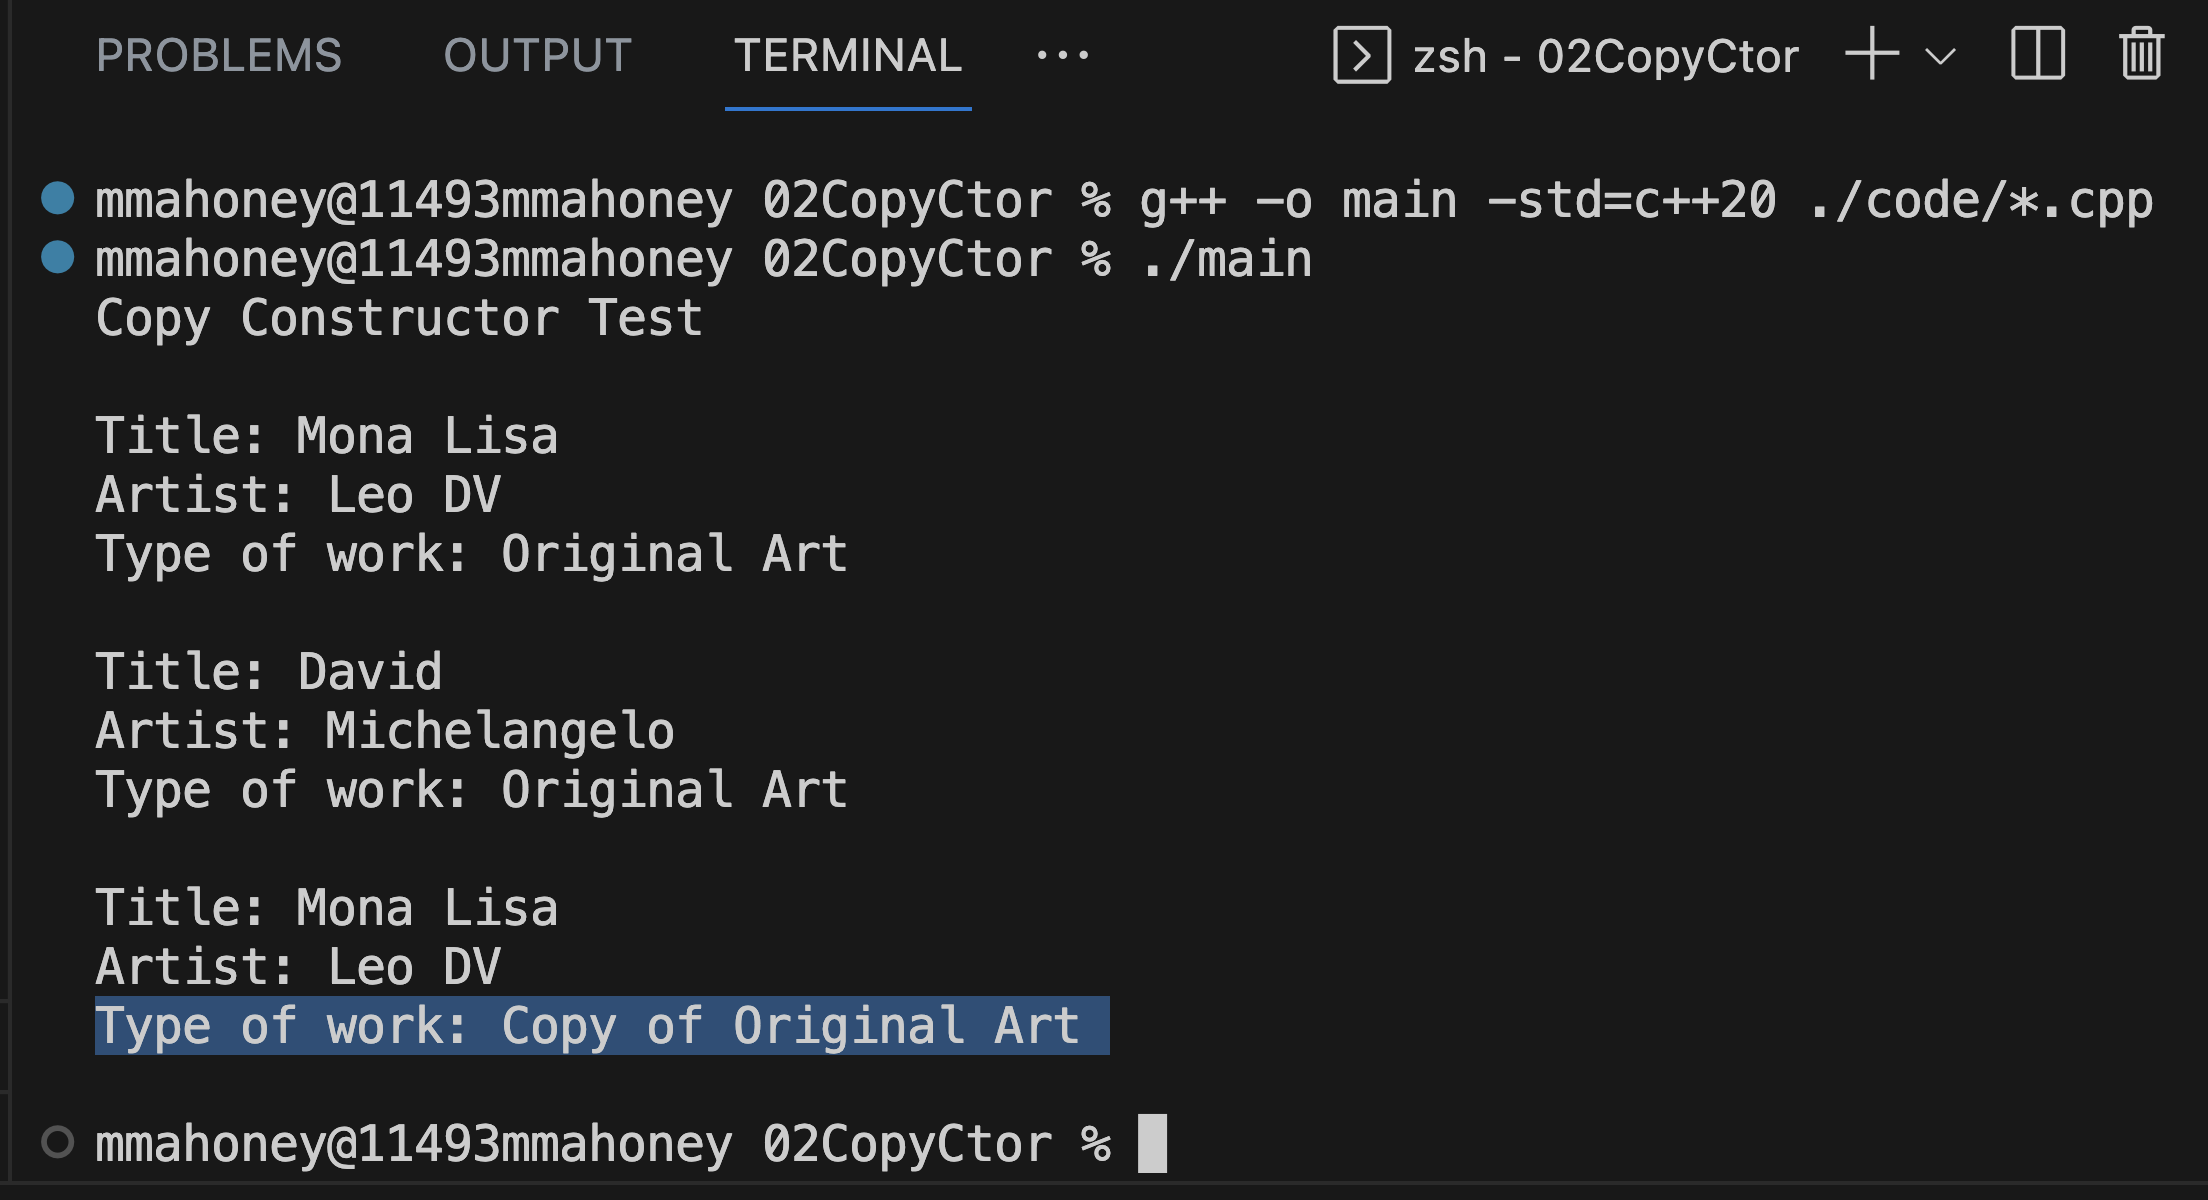 PROBLEMS OUTPUT TERMINAL ··· zsh - 02CopyCtor
mmahoney@11493mmahoney 02CopyCtor % g++ -o main -std=c++20 ./code/*.cpp
mmahoney@11493mmahoney 02CopyCtor % ./main
Copy Constructor Test
Title: Mona Lisa
Artist: Leo DV
Type of work: Original Art
Title: David
Artist: Michelangelo
Type of work: Original Art
Title: Mona Lisa
Artist: Leo DV
Type of work: Copy of Original Art
mmahoney@11493mmahoney 02CopyCtor %